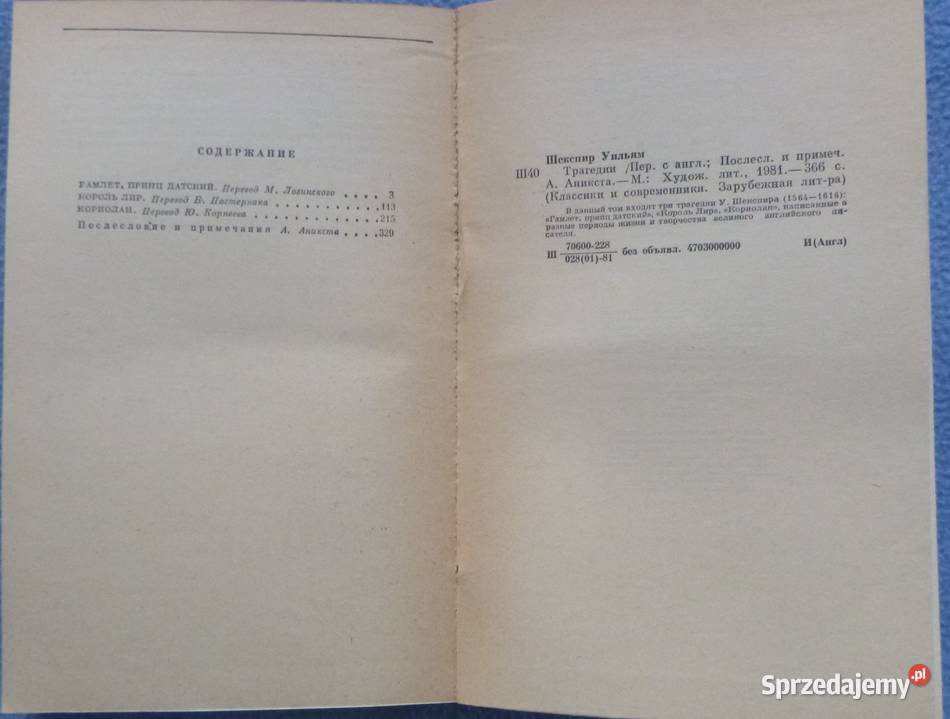 СОДЕРЖАНИЕ
ГАМЛЕТ, ПРИНЦ ДАТСКИЙ. Перевод М. Лозинского . . . . 3
КОРОЛЬ ЛИР. Перевод Б. Пастернака . . . . . . . . . . 113
КОРИОЛАН. Перевод Ю. Корнеева . . . . . . . . . . . . 215
Послесловие и примечания А. Аникста . . . . 329
Шекспир Уильям
Ш40 Трагедии /Пер. с англ.; Послесл. и примеч.
А. Аникста.— М.: Худож. лит., 1981.— 366 с.
(Классики и современники. Зарубежная лит-ра)
В данный том входят три трагедии У. Шекспира (1564—1616):
«Гамлет, принц датский», «Король Лир», «Кориолан», написанные в
разные периоды жизни и творчества великого английского пи-
сателя.
Ш 70600-228
028(01)-81 без объявл. 4703000000 И(Англ)
Sprzedajemy.pl